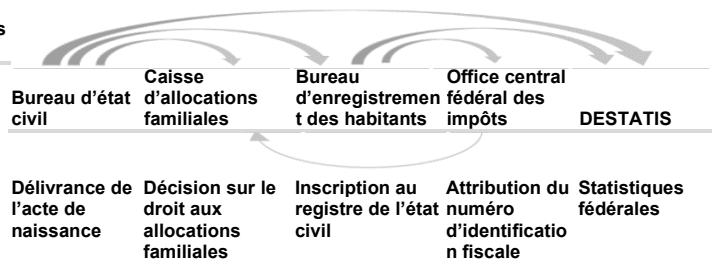 s
Bureau d'état
civil
Caisse
d'allocations
familiales
Bureau
d'enregistremen
t des habitants
Office central
fédéral des
impôts
DESTATIS
Délivrance de
l'acte de
naissance
Décision sur le
droit aux
allocations
familiales
Inscription au
registre de l'état
civil
Attribution du
numéro
d'identificatio
n fiscale
Statistiques
fédérales